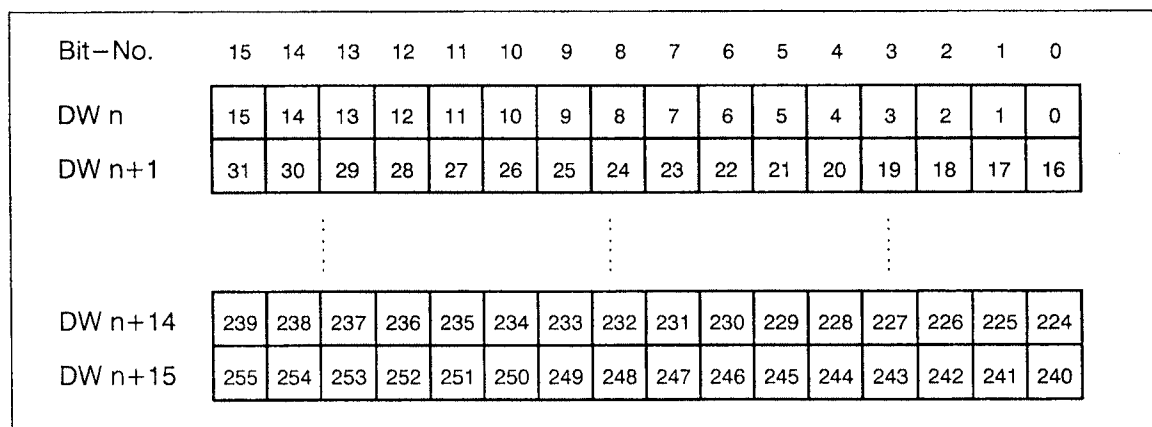 Bit-No. 15 14 13 12 11 10 9 8 7 6 5 4 3 2 1 0
DW n 15 14 13 12 11 10 9 8 7 6 5 4 3 2 1 0
DW n+1 31 30 29 28 27 26 25 24 23 22 21 20 19 18 17 16
DW n+14 239 238 237 236 235 234 233 232 231 230 229 228 227 226 225 224
DW n+15 255 254 253 252 251 250 249 248 247 246 245 244 243 242 241 240